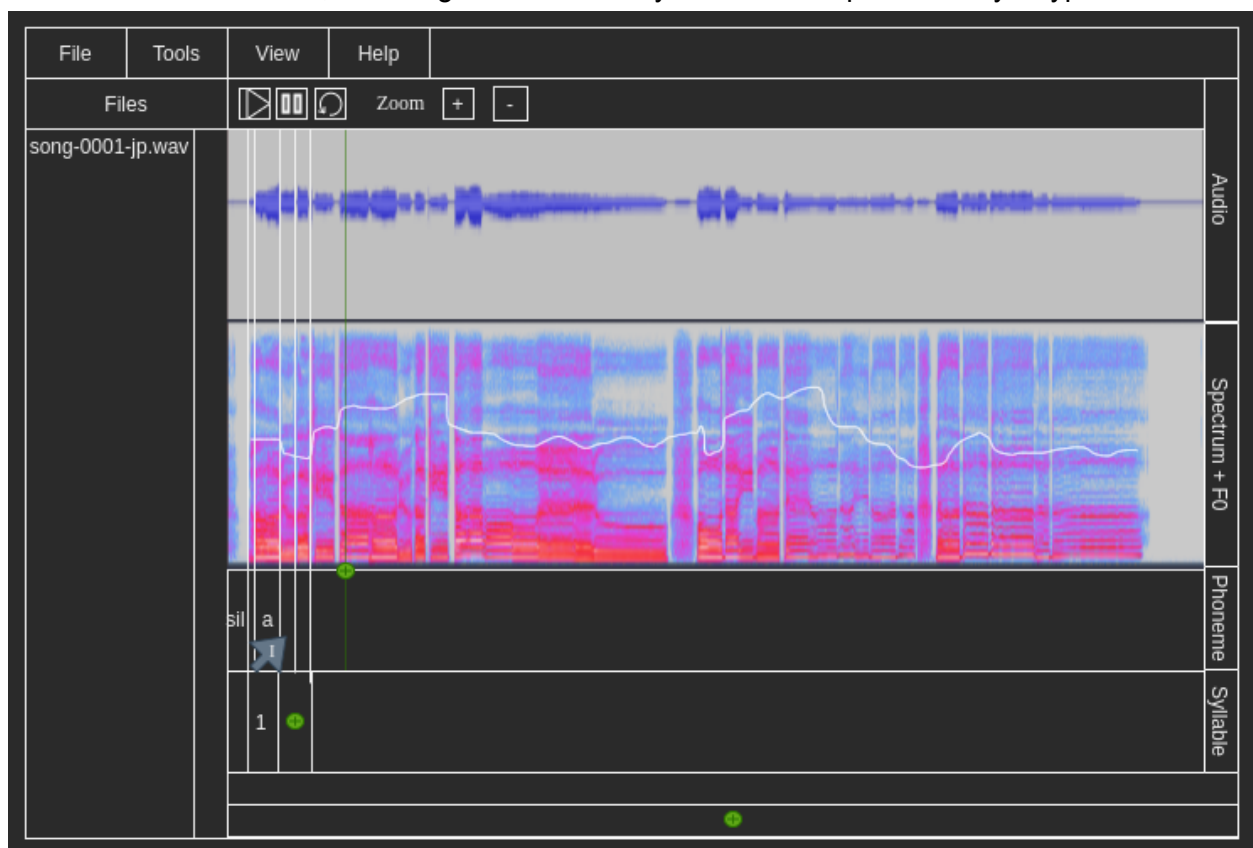 File Tools View Help
Files Zoom + -
song-0001-jp.wav
Audio
Spectrum + F0
sil a
I
Phoneme
1
Syllable